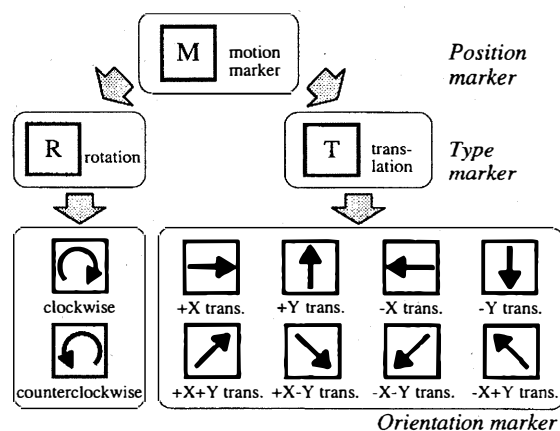 M
motion
marker
Position
marker
R
rotation
T
trans-
lation
Type
marker
clockwise
+X trans.
+Y trans.
-X trans.
-Y trans.
counterclockwise
+X+Y trans.
+X-Y trans.
-X-Y trans.
-X+Y trans.
Orientation marker